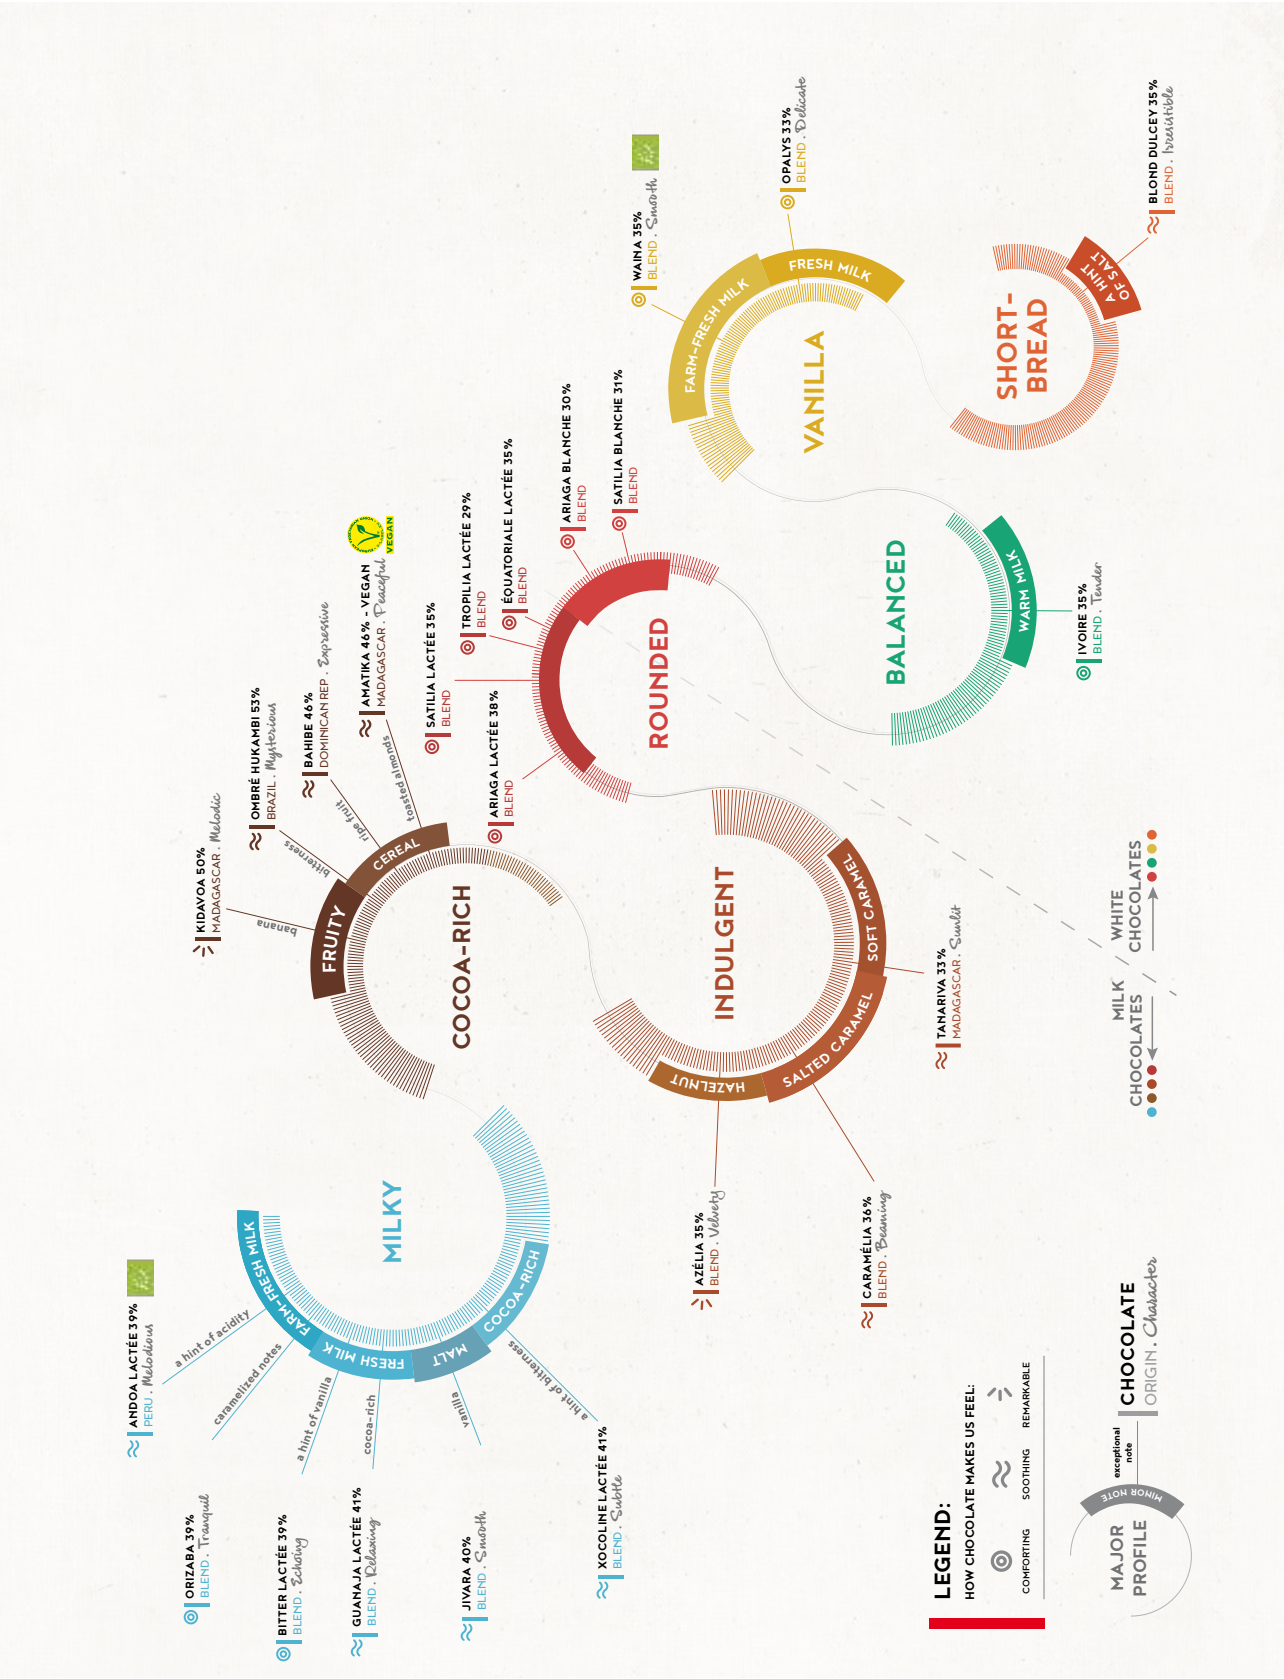 ANDOA LACTÉE 39%
PERU . Melodious
a hint of acidity
ORIZABA 39%
BLEND . Tranquil
caramelized notes
BITTER LACTÉE 39%
BLEND . Echoing
a hint of vanilla
GUANAJA LACTÉE 41%
BLEND . Relaxing
cocoa-rich
JIVARA 40%
BLEND . Smooth
vanilla
XOCOLINE LACTÉE 41%
BLEND . Subtle
a hint of bitterness
FARM-FRESH MILK
FRESH MILK
MALT
COCOA-RICH
MILKY
KIDAVOA 50%
MADAGASCAR . Melodic
banana
OMBRÉ HUKAMBI 53%
BRAZIL . Mysterious
bitterness
BAHIBE 46%
DOMINICAN REP . Expressive
ripe fruit
AMATIKA 46% - VEGAN
MADAGASCAR . Peaceful
toasted almonds
VEGAN
FRUITY
CEREAL
COCOA-RICH
AZÉLIA 35%
BLEND . Velvety
CARAMÉLIA 36%
BLEND . Beaming
TANARIVA 33%
MADAGASCAR . Sunlit
HAZELNUT
SALTED CARAMEL
SOFT CARAMEL
INDULGENT
ARIAGA LACTÉE 38%
BLEND
SATILIA LACTÉE 35%
BLEND
TROPILIA LACTÉE 29%
BLEND
ÉQUATORIALE LACTÉE 35%
BLEND
ARIAGA BLANCHE 30%
BLEND
SATILIA BLANCHE 31%
BLEND
ROUNDED
BALANCED
WARM MILK
IVOIRE 35%
BLEND . Tender
WAINA 35%
BLEND . Smooth
OPALYS 33%
BLEND . Delicate
FARM-FRESH MILK
FRESH MILK
VANILLA
SHORT-
BREAD
A HINT
OF SALT
BLOND DULCEY 35%
BLEND . Irresistible
MILK
CHOCOLATES
WHITE
CHOCOLATES
LEGEND:
HOW CHOCOLATE MAKES US FEEL:
COMFORTING
SOOTHING
REMARKABLE
MAJOR
PROFILE
MINOR NOTE
exceptional
note
CHOCOLATE
ORIGIN . Character